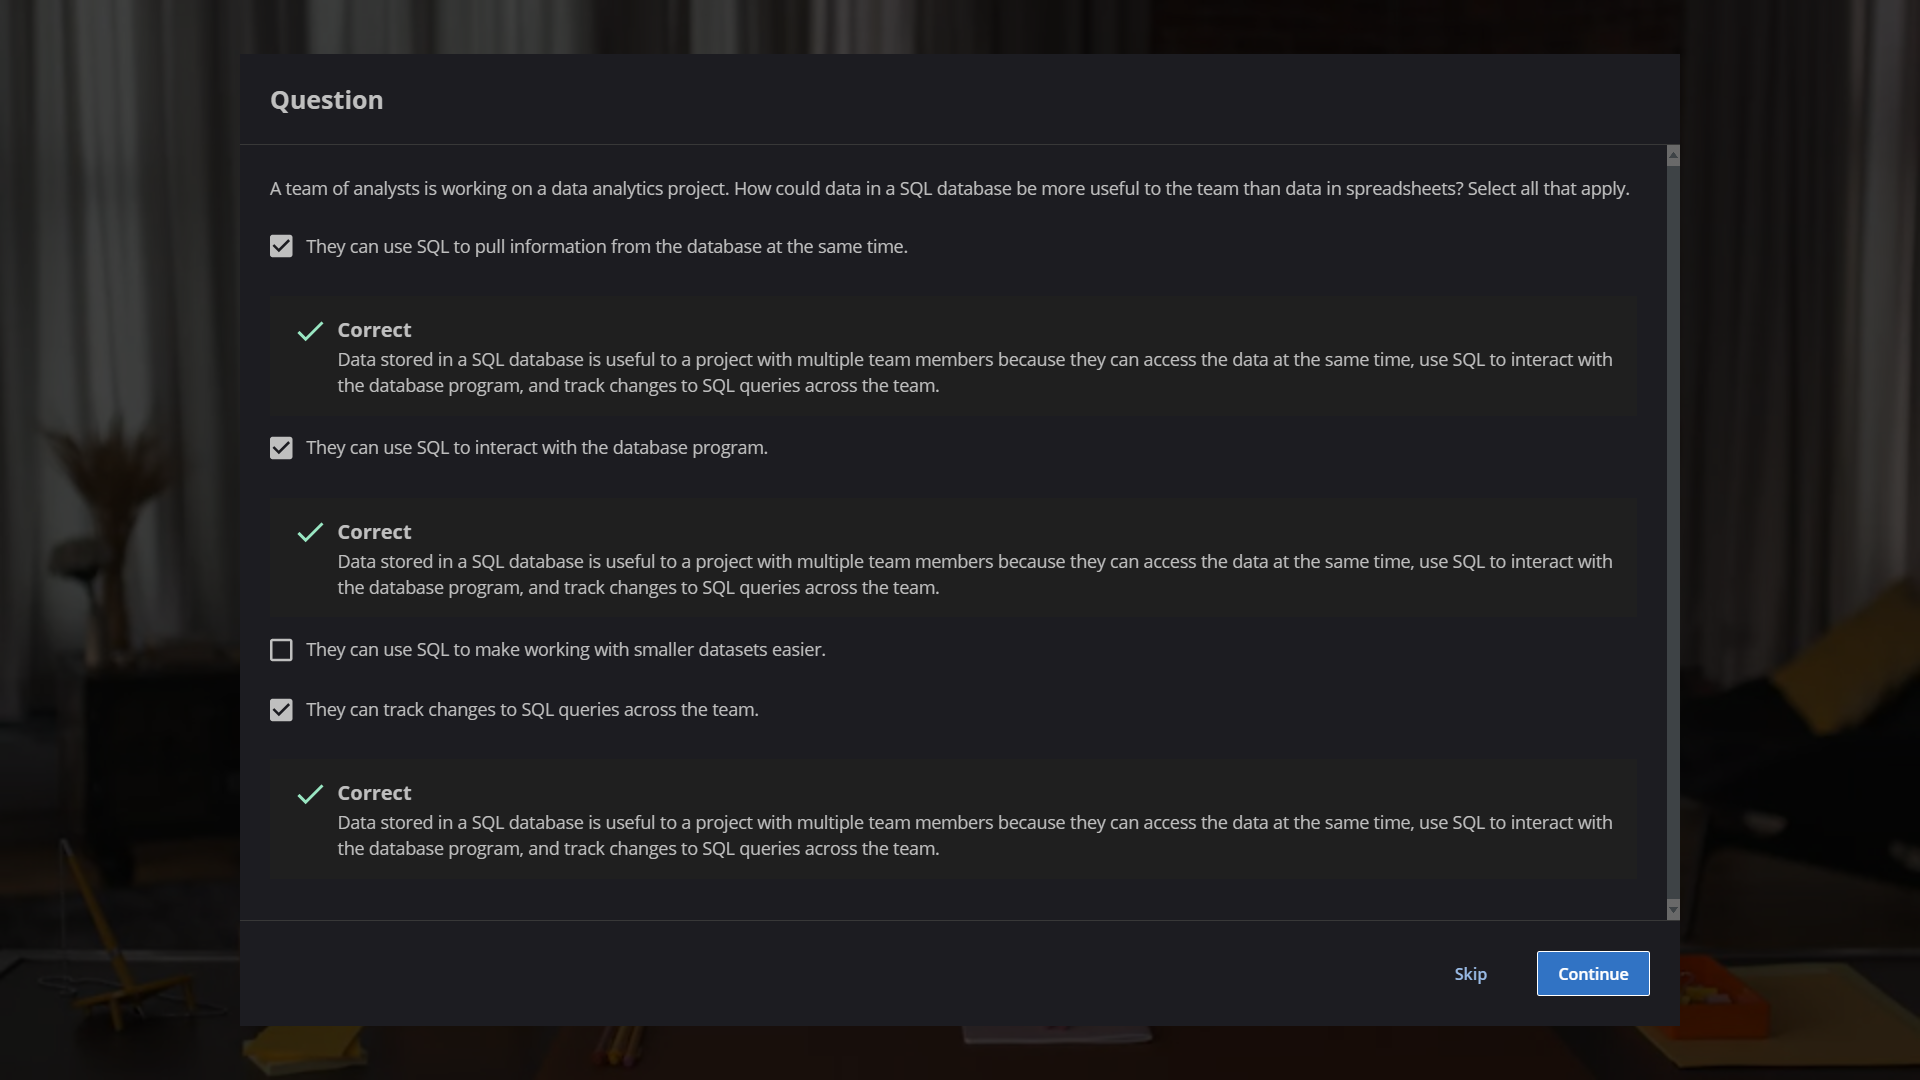 Question
A team of analysts is working on a data analytics project. How could data in a SQL database be more useful to the team than data in spreadsheets? Select all that apply.
They can use SQL to pull information from the database at the same time.
Correct
Data stored in a SQL database is useful to a project with multiple team members because they can access the data at the same time, use SQL to interact with
the database program, and track changes to SQL queries across the team.
They can use SQL to interact with the database program.
Correct
Data stored in a SQL database is useful to a project with multiple team members because they can access the data at the same time, use SQL to interact with
the database program, and track changes to SQL queries across the team.
They can use SQL to make working with smaller datasets easier.
They can track changes to SQL queries across the team.
Correct
Data stored in a SQL database is useful to a project with multiple team members because they can access the data at the same time, use SQL to interact with
the database program, and track changes to SQL queries across the team.
Skip
Continue